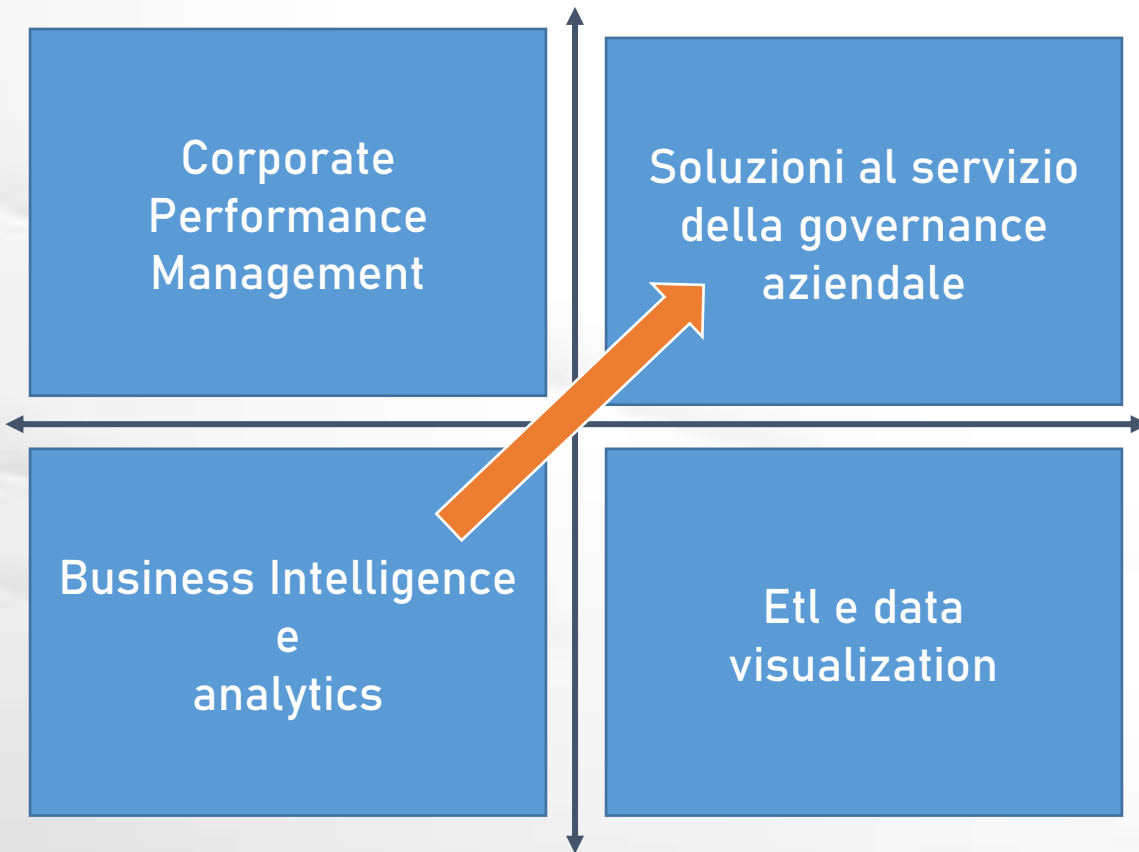 Corporate
Performance
Management
Soluzioni al servizio
della governance
aziendale
Business Intelligence
e
analytics
Etl e data
visualization